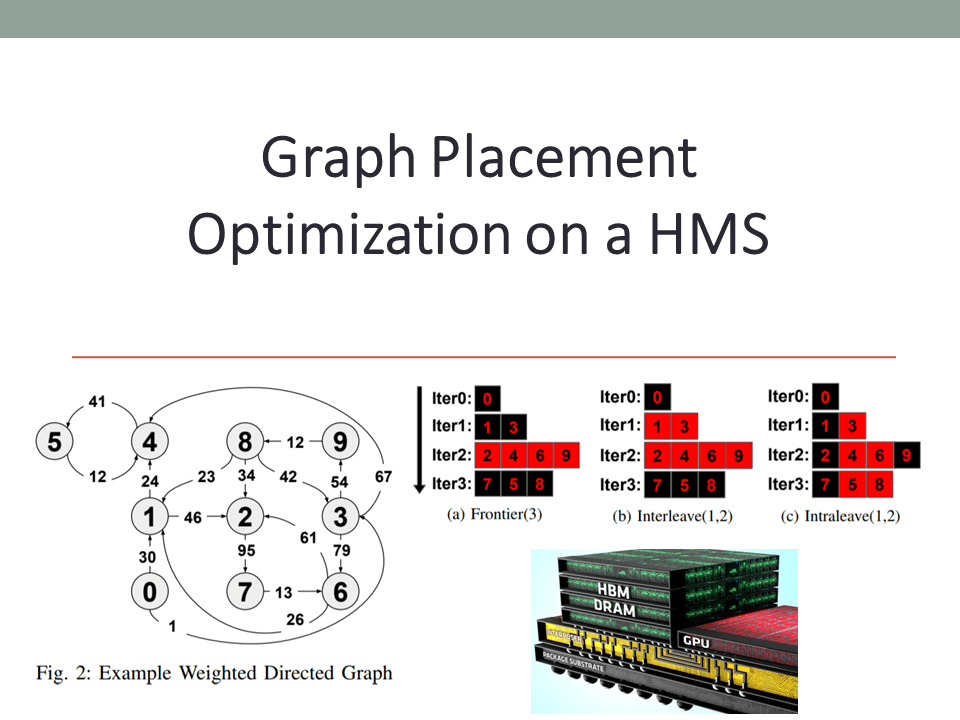 Graph Placement
Optimization on a HMS
41
5
4
8
12
9
12
24
23
34
42
54
67
1
46
2
3
61
30
95
79
0
7
13
6
1
26
Fig. 2: Example Weighted Directed Graph
Iter0: 0
Iter1: 1 3
Iter2: 2 4 6 9
Iter3: 7 5 8
(a) Frontier(3)
Iter0: 0
Iter1: 1 3
Iter2: 2 4 6 9
Iter3: 7 5 8
(b) Interleave(1,2)
Iter0: 0
Iter1: 1 3
Iter2: 2 4 6 9
Iter3: 7 5 8
(c) Intraleave(1,2)
HBM
DRAM
GPU
INTERPOSER
PACKAGE SUBSTRATE